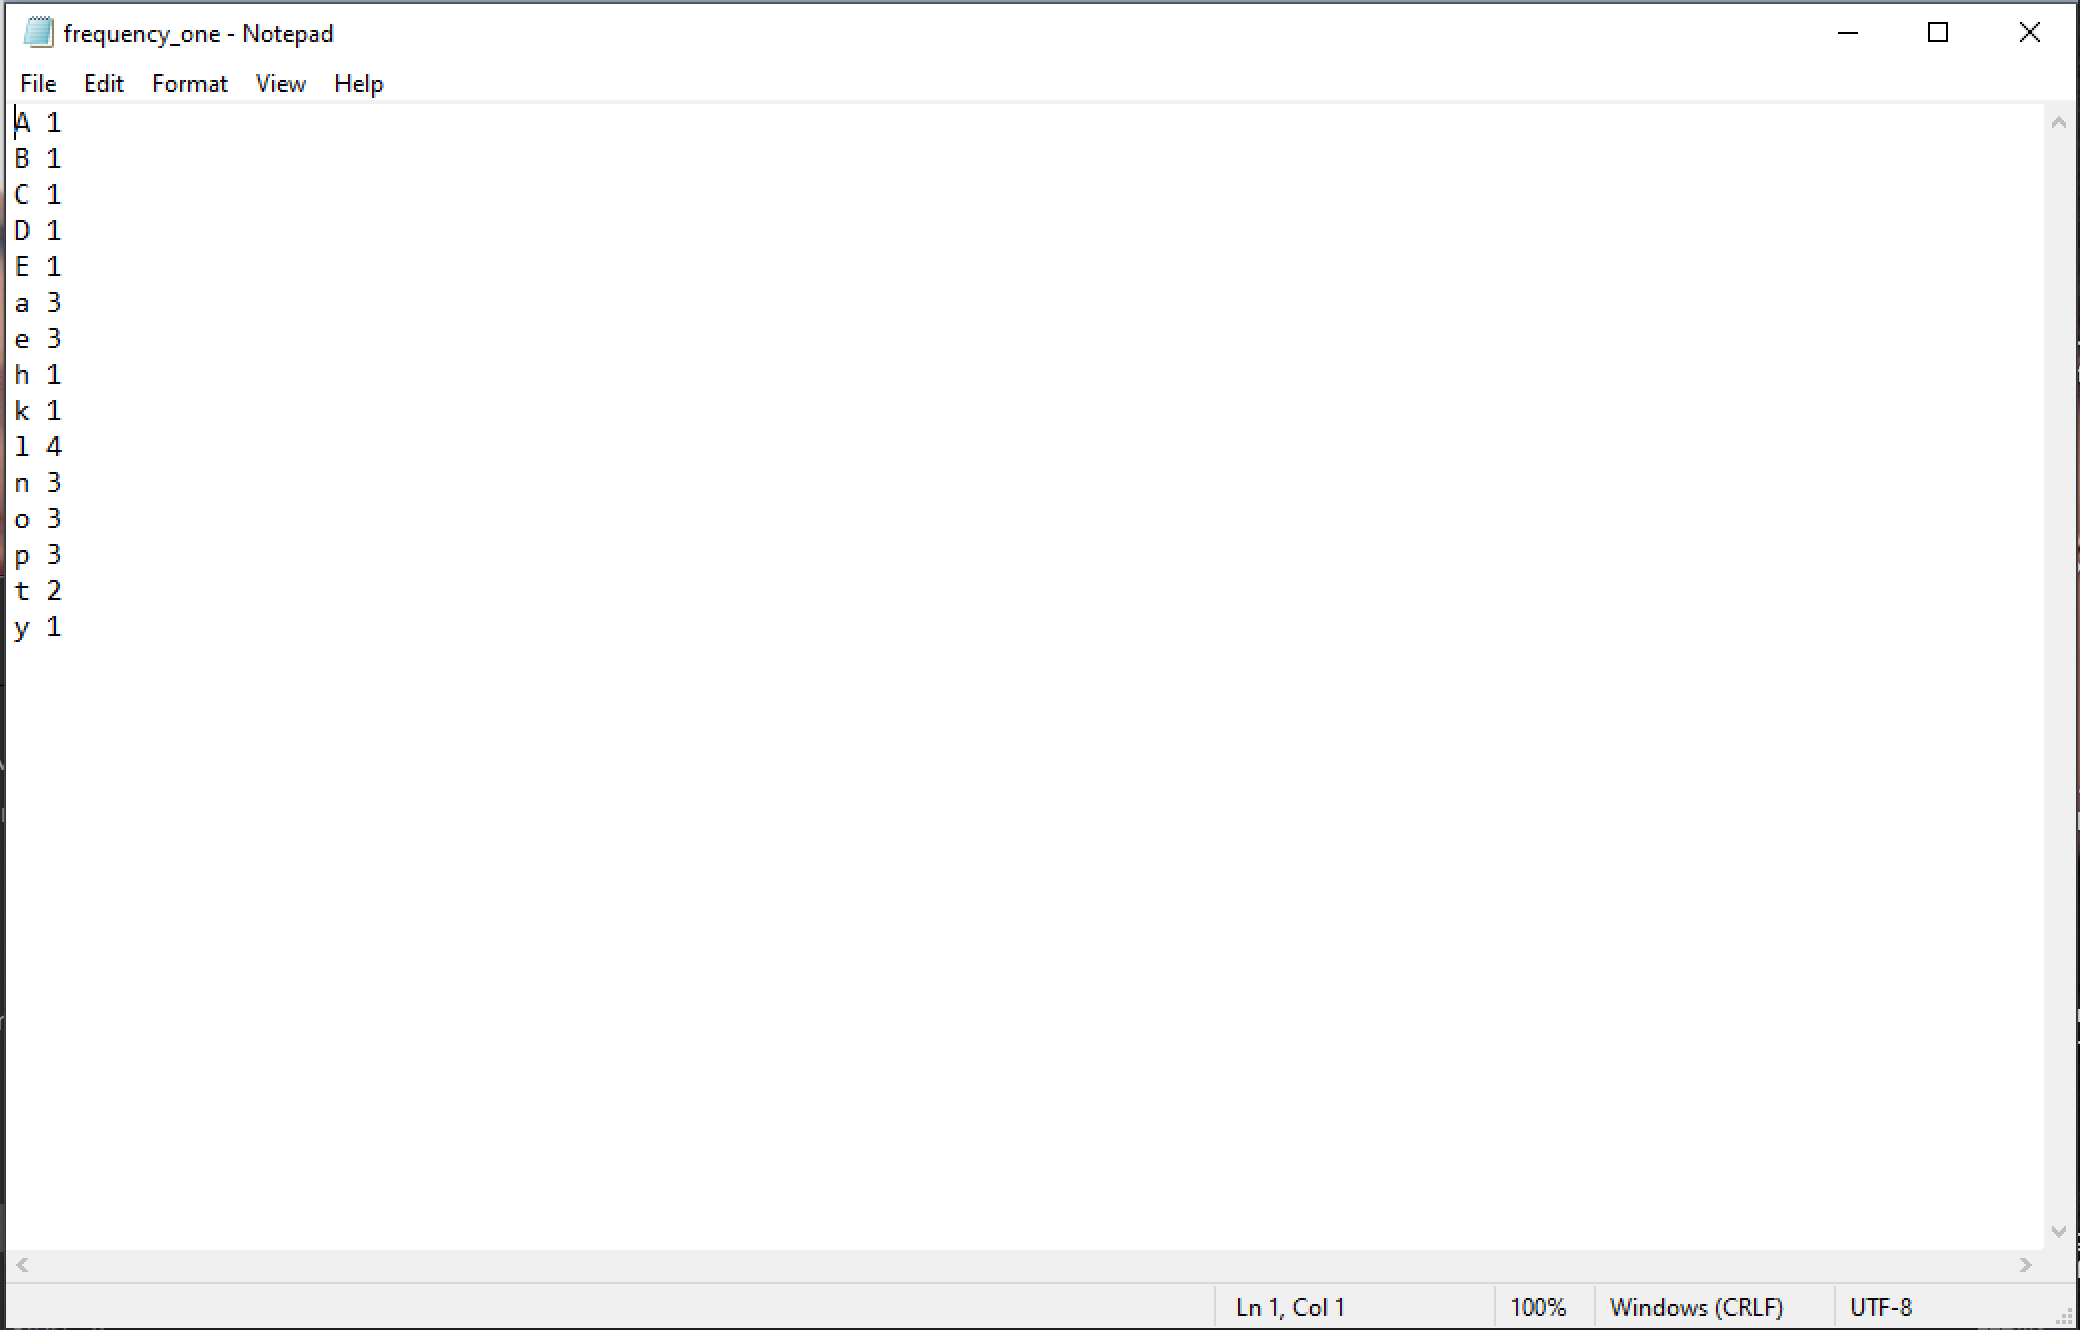 frequency_one - Notepad
File Edit Format View Help
A 1
B 1
C 1
D 1
E 1
a 3
e 3
h 1
k 1
l 4
n 3
o 3
p 3
t 2
y 1
Ln 1, Col 1 100% Windows (CRLF) UTF-8